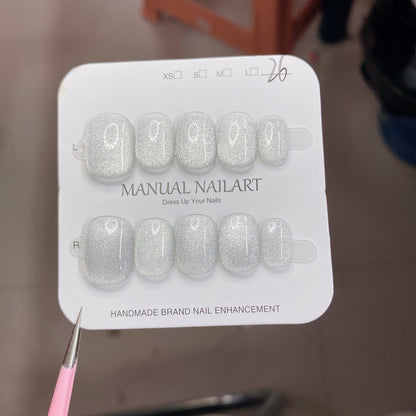 XS☐ S☐ M☐ L☐ 26
L
MANUAL NAILART
Dress Up Your Nails
R
HANDMADE BRAND NAIL ENHANCEMENT